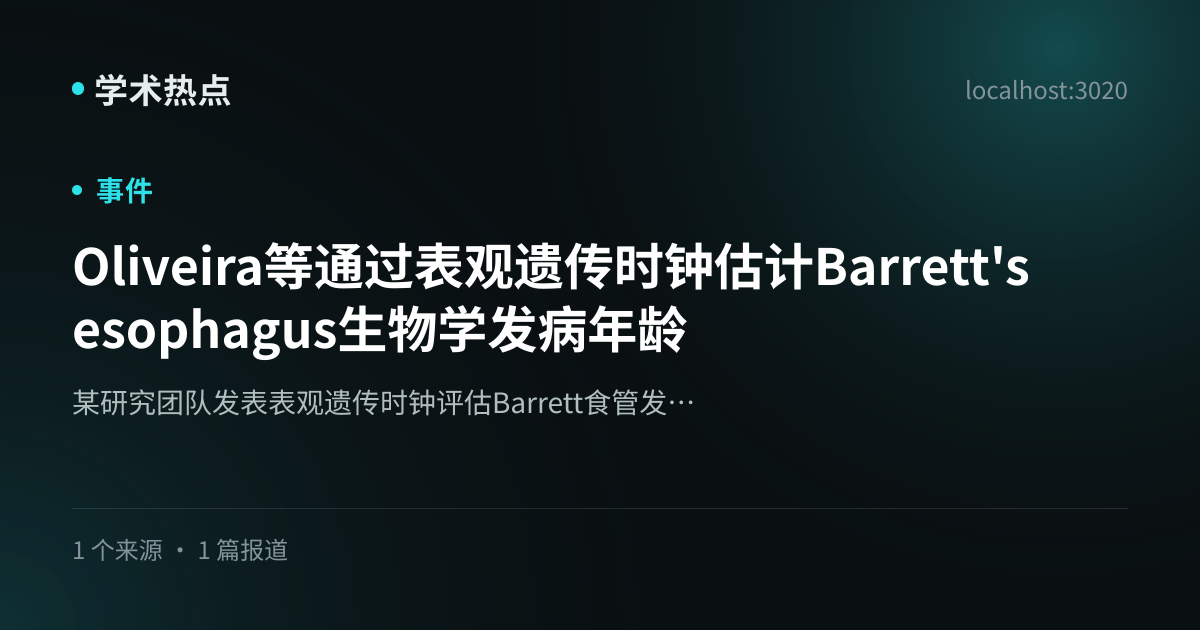 学术热点
localhost:3020
事件
Oliveira等通过表观遗传时钟估计Barrett's
esophagus生物学发病年龄
某研究团队发表表观遗传时钟评估Barrett食管发…
1 个来源 · 1 篇报道